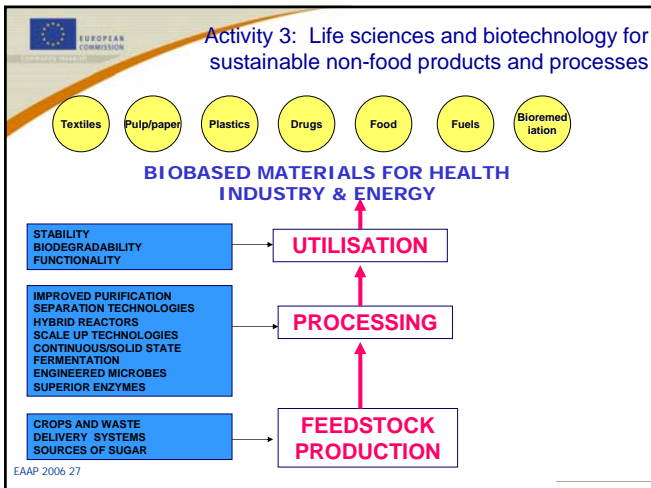 EUROPEAN
COMMISSION
Community research
Activity 3: Life sciences and biotechnology for
sustainable non-food products and processes
Textiles
Pulp/paper
Plastics
Drugs
Food
Fuels
Bioremed
iation
BIOBASED MATERIALS FOR HEALTH
INDUSTRY & ENERGY
STABILITY
BIODEGRADABILITY
FUNCTIONALITY
UTILISATION
IMPROVED PURIFICATION
SEPARATION TECHNOLOGIES
HYBRID REACTORS
SCALE UP TECHNOLOGIES
CONTINUOUS/SOLID STATE
FERMENTATION
ENGINEERED MICROBES
SUPERIOR ENZYMES
PROCESSING
CROPS AND WASTE
DELIVERY SYSTEMS
SOURCES OF SUGAR
FEEDSTOCK
PRODUCTION
EAAP 2006 27